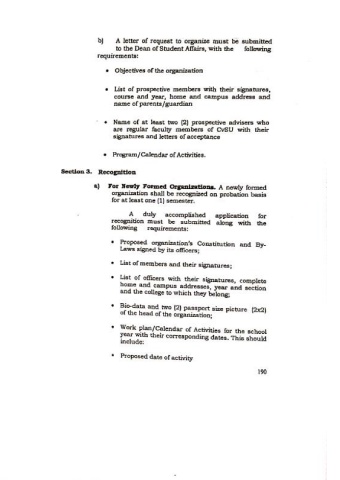 b) A letter of request to organize must be submitted
to the Dean of Student Affairs, with the following
requirements:
• Objectives of the organization
• List of prospective members with their signatures,
course and year, home and campus address and
name of parents/guardian
• Name of at least two (2) prospective advisers who
are regular faculty members of CvSU with their
signatures and letters of acceptance
• Program/Calendar of Activities.
Section 3. Recognition
a) For Newly Formed Organizations. A newly formed
organization shall be recognized on probation basis
for at least one (1) semester.
A duly accomplished application for
recognition must be submitted along with the
following requirements:
• Proposed organization's Constitution and By-
Laws signed by its officers;
• List of members and their signatures;
• List of officers with their signatures, complete
home and campus addresses, year and section
and the college to which they belong;
• Bio-data and two (2) passport size picture (2x2)
of the head of the organization;
• Work plan/Calendar of Activities for the school
year with their corresponding dates. This should
include:
• Proposed date of activity
190